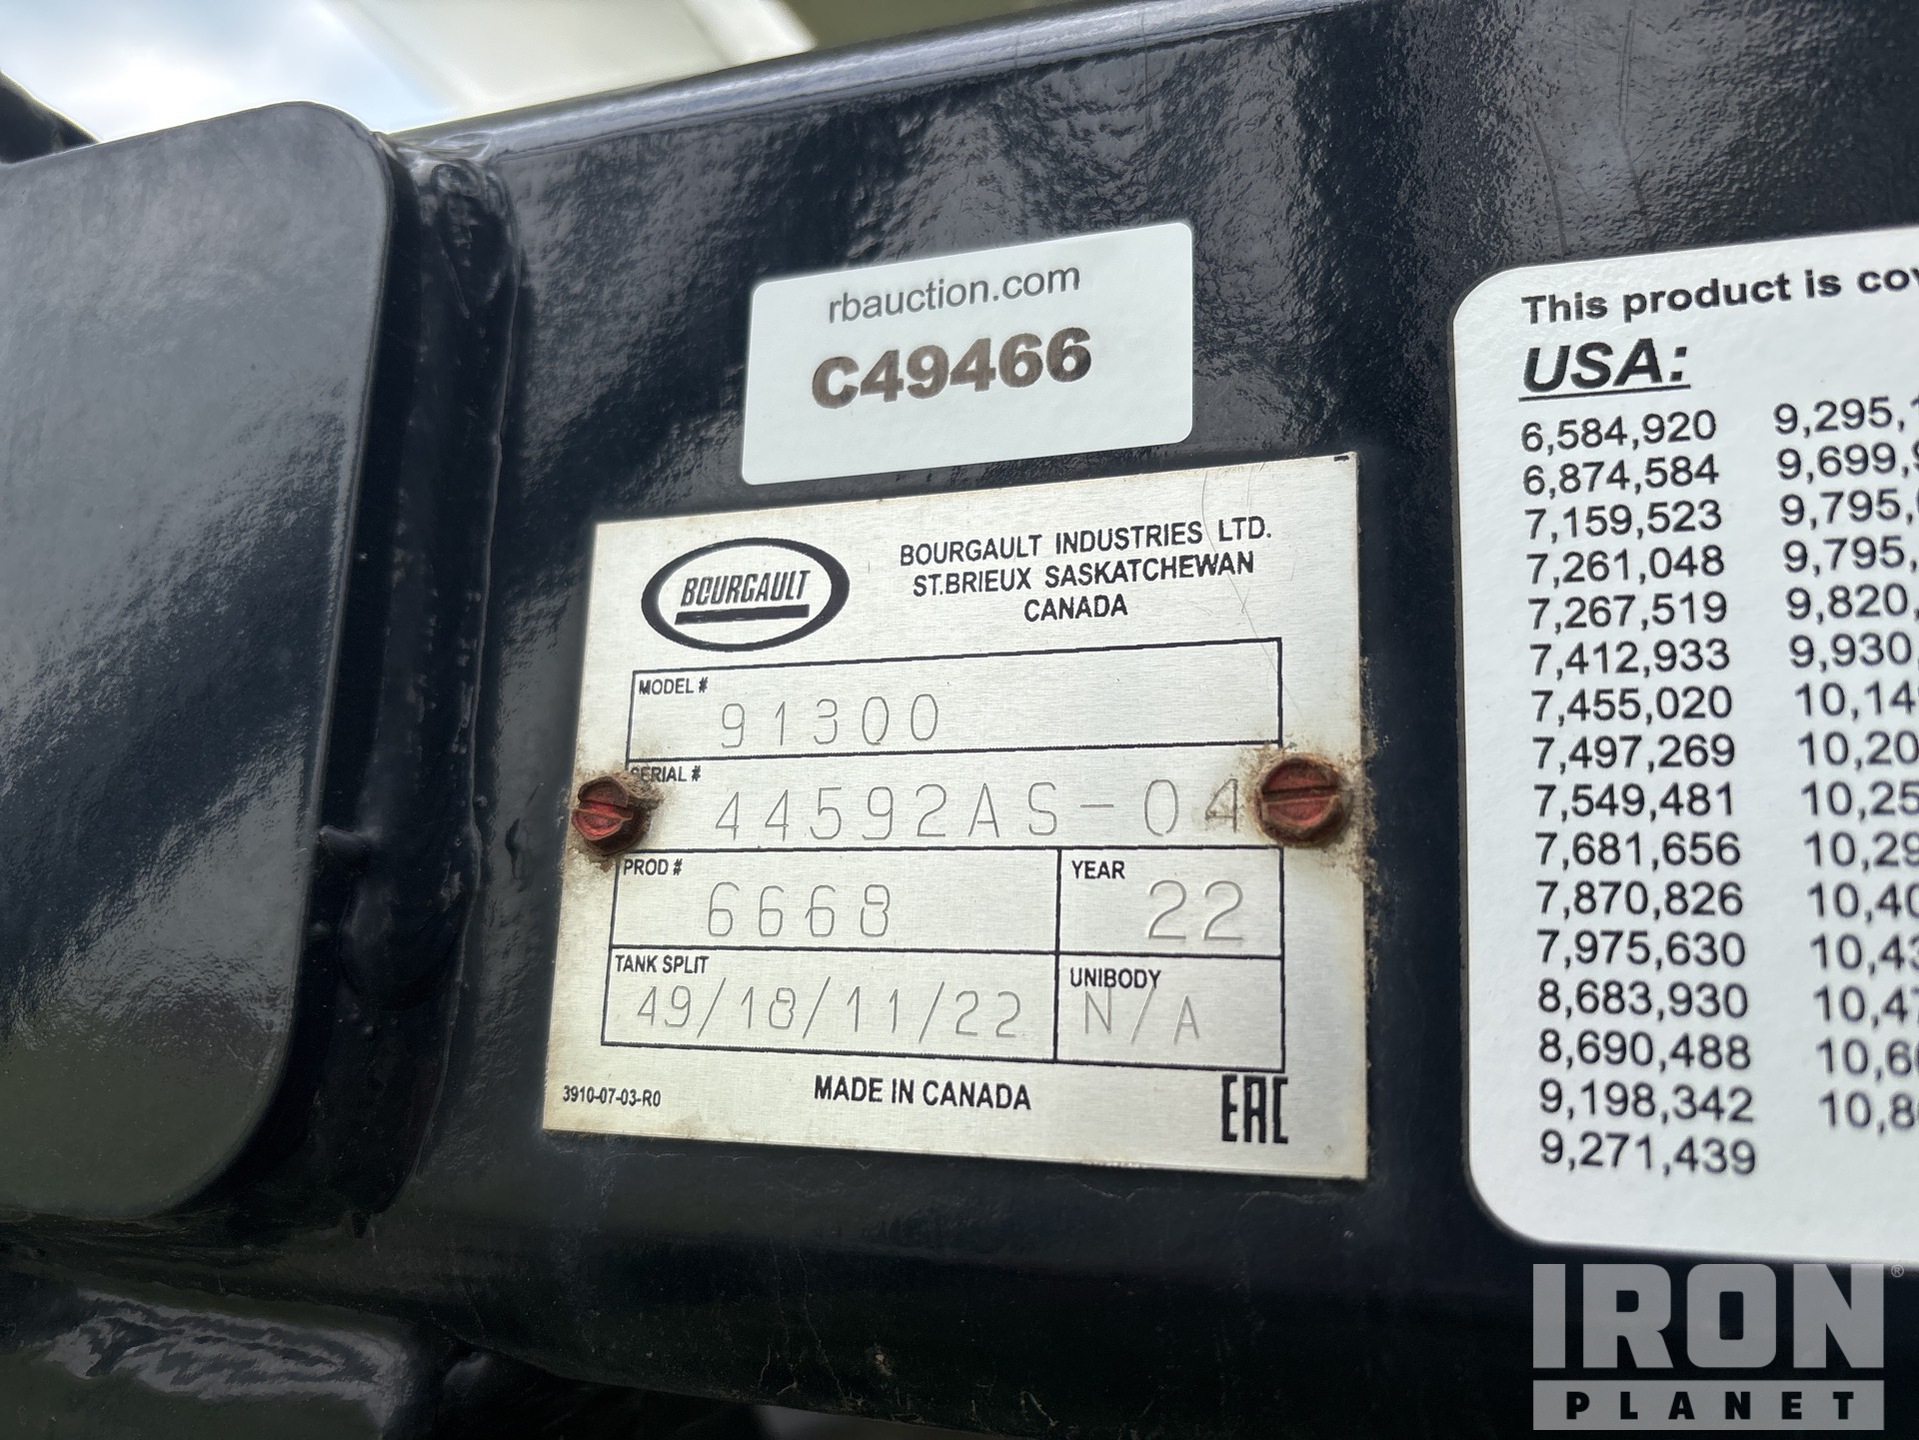 rbauction.com
C49466
BOURGAULT
BOURGAULT INDUSTRIES LTD.
ST.BRIEUX SASKATCHEWAN
CANADA
MODEL # 91300
SERIAL # 44592AS-04
PROD # 6668
YEAR 22
TANK SPLIT 49/18/11/22
UNIBODY N/A
3910-07-03-R0
MADE IN CANADA
EAC
This product is
USA:
6,584,920
6,874,584
7,159,523
7,261,048
7,267,519
7,412,933
7,455,020
7,497,269
7,549,481
7,681,656
7,870,826
7,975,630
8,683,930
8,690,488
9,198,342
9,271,439
IRON
PLANET